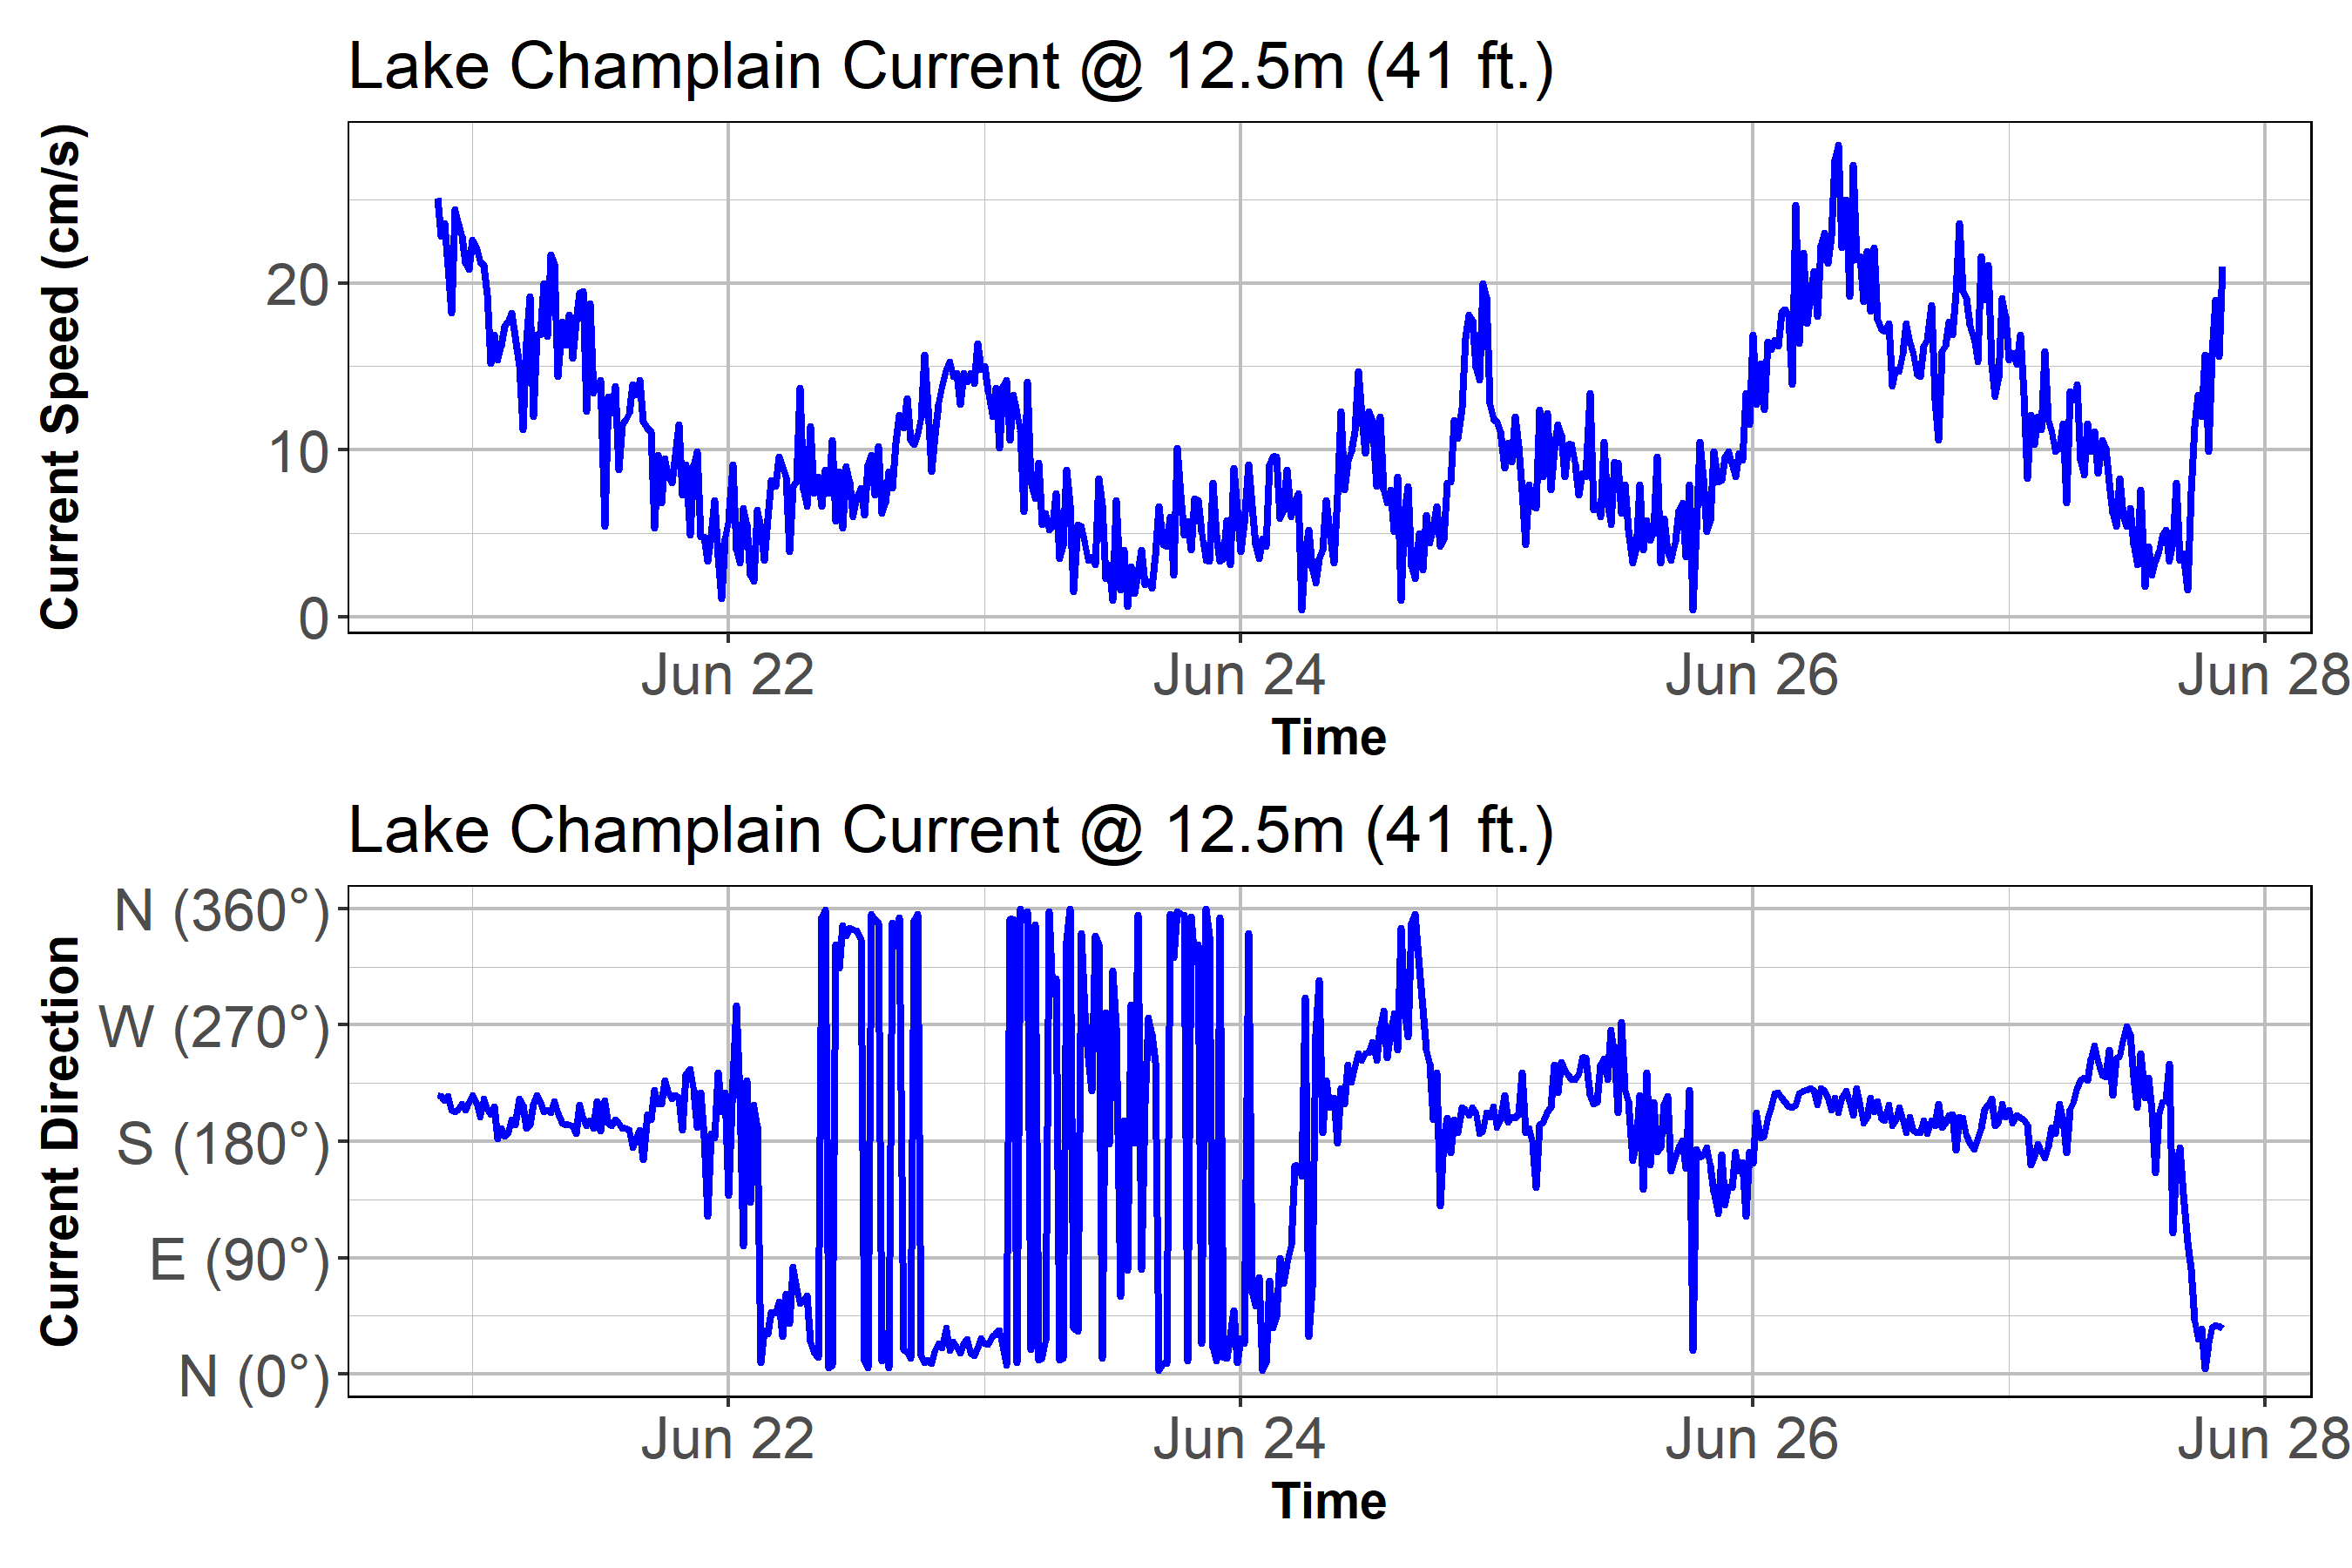 Lake Champlain Current @ 12.5m (41 ft.)
Current Speed (cm/s)
20
10
0
Jun 22 Jun 24 Jun 26 Jun 28
Time
Lake Champlain Current @ 12.5m (41 ft.)
Current Direction
N (360°)
W (270°)
S (180°)
E (90°)
N (0°)
Jun 22 Jun 24 Jun 26 Jun 28
Time